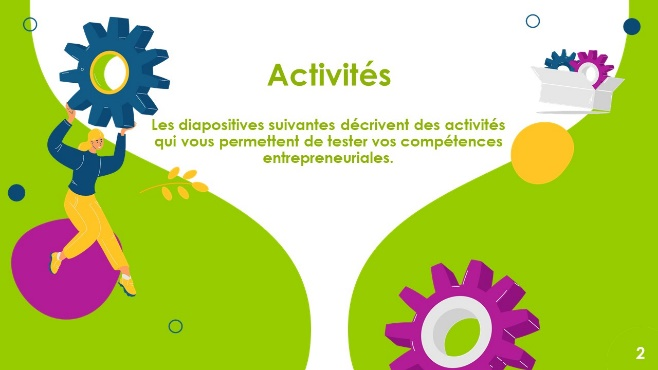 Activités
Les diapositives suivantes décrivent des activités
qui vous permettent de tester vos compétences
entrepreneuriales.
2